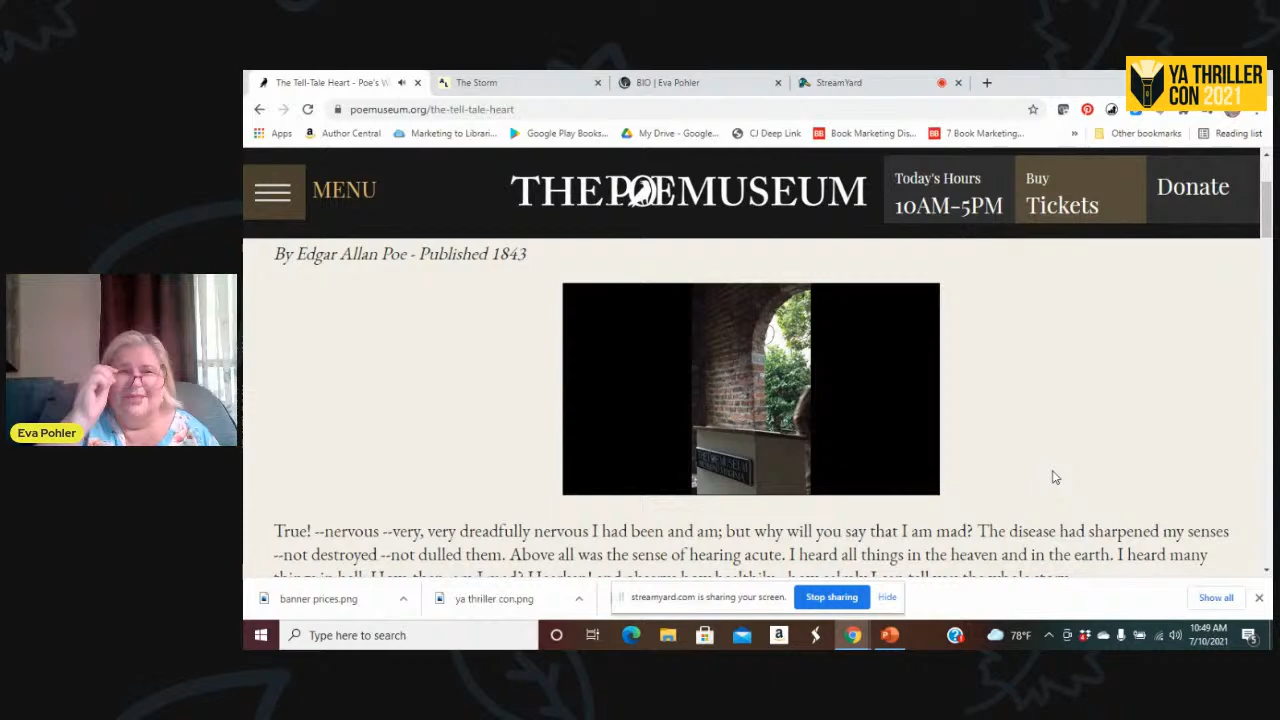 YA THRILLER
CON 2021
The Tell-Tale Heart - Poe's W
The Storm
BIO | Eva Pohler
StreamYard
poemuseum.org/the-tell-tale-heart
Apps
Author Central
Marketing to Librari...
Google Play Books...
My Drive - Google...
CJ Deep Link
BB Book Marketing Dis...
BB 7 Book Marketing...
»
Other bookmarks
Reading list
MENU
THE POE MUSEUM
Today's Hours
10AM-5PM
Buy
Tickets
Donate
By Edgar Allan Poe - Published 1843
True! --nervous --very, very dreadfully nervous I had been and am; but why will you say that I am mad? The disease had sharpened my senses
--not destroyed --not dulled them. Above all was the sense of hearing acute. I heard all things in the heaven and in the earth. I heard many
Eva Pohler
banner prices.png
ya thriller con.png
streamyard.com is sharing your screen.
Stop sharing
Hide
Show all
Type here to search
78°F
10:49 AM
7/10/2021
5